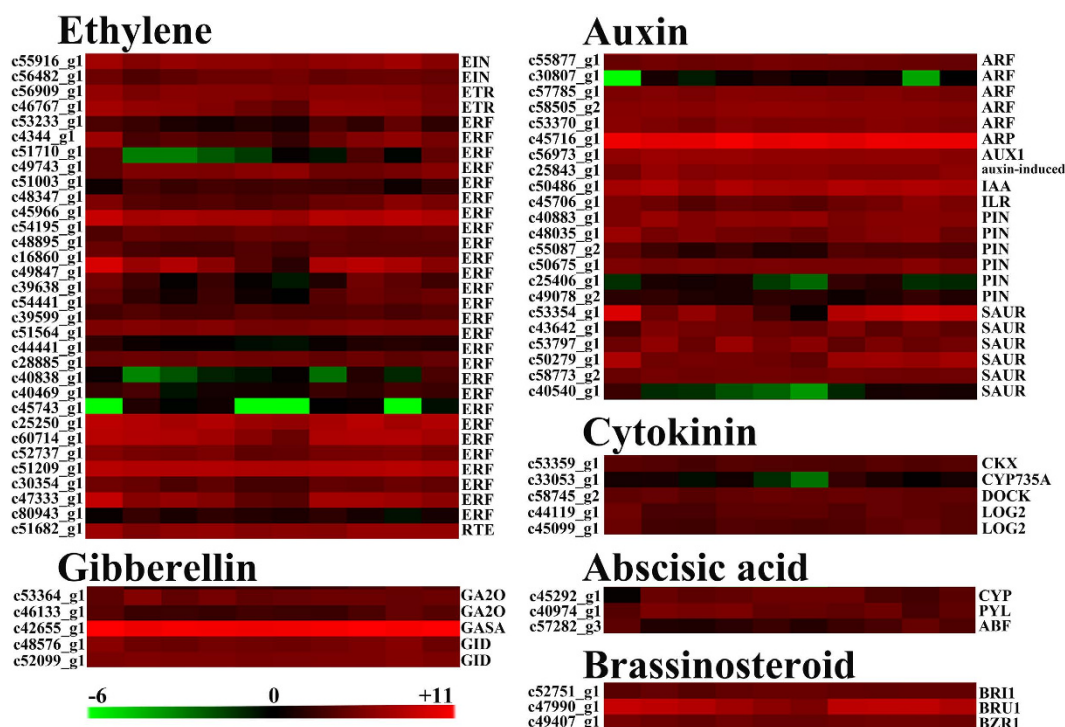 Ethylene
c55916_g1 EIN
c56482_g1 EIN
c56909_g1 ETR
c46767_g1 ETR
c53233_g1 ERF
c4344_g1 ERF
c51710_g1 ERF
c49743_g1 ERF
c51003_g1 ERF
c48347_g1 ERF
c45966_g1 ERF
c54195_g1 ERF
c48895_g1 ERF
c16860_g1 ERF
c49847_g1 ERF
c39638_g1 ERF
c54441_g1 ERF
c39599_g1 ERF
c51564_g1 ERF
c44441_g1 ERF
c28885_g1 ERF
c40838_g1 ERF
c40469_g1 ERF
c45743_g1 ERF
c25250_g1 ERF
c60714_g1 ERF
c52737_g1 ERF
c51209_g1 ERF
c30354_g1 ERF
c47333_g1 ERF
c80943_g1 ERF
c51682_g1 RTE
Gibberellin
c53364_g1 GA2O
c46133_g1 GA2O
c42655_g1 GASA
c48576_g1 GID
c52099_g1 GID
-6 0 +11
Auxin
c55877_g1 ARF
c30807_g1 ARF
c57785_g1 ARF
c58505_g2 ARF
c53370_g1 ARF
c45716_g1 ARP
c56973_g1 AUX1
c25843_g1 auxin-induced
c50486_g1 IAA
c45706_g1 ILR
c40883_g1 PIN
c48035_g1 PIN
c55087_g2 PIN
c50675_g1 PIN
c25406_g1 PIN
c49078_g2 PIN
c53354_g1 SAUR
c43642_g1 SAUR
c53797_g1 SAUR
c50279_g1 SAUR
c58773_g2 SAUR
c40540_g1 SAUR
Cytokinin
c53359_g1 CKX
c33053_g1 CYP735A
c58745_g2 DOCK
c44119_g1 LOG2
c45099_g1 LOG2
Abscisic acid
c45292_g1 CYP
c40974_g1 PYL
c57282_g3 ABF
Brassinosteroid
c52751_g1 BRI1
c47990_g1 BRU1
c49407_g1 BZR1